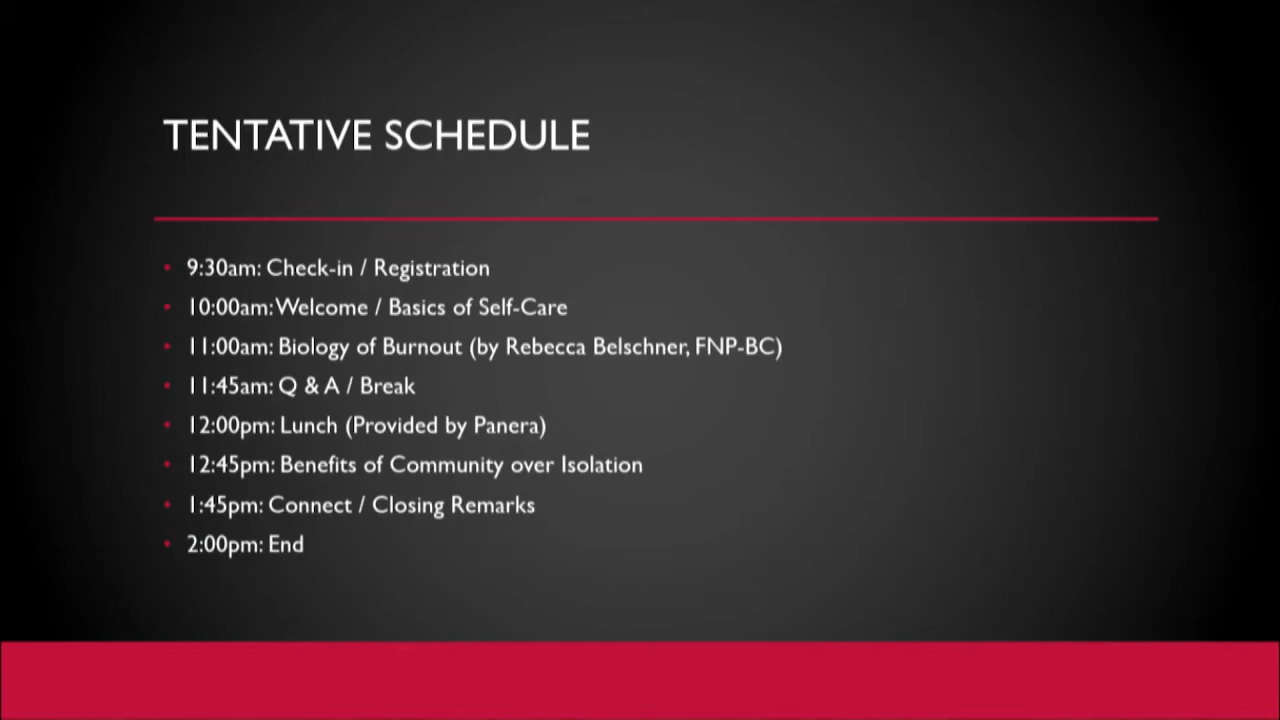 TENTATIVE SCHEDULE
• 9:30am: Check-in / Registration
• 10:00am: Welcome / Basics of Self-Care
• 11:00am: Biology of Burnout (by Rebecca Belschner, FNP-BC)
• 11:45am: Q & A / Break
• 12:00pm: Lunch (Provided by Panera)
• 12:45pm: Benefits of Community over Isolation
• 1:45pm: Connect / Closing Remarks
• 2:00pm: End